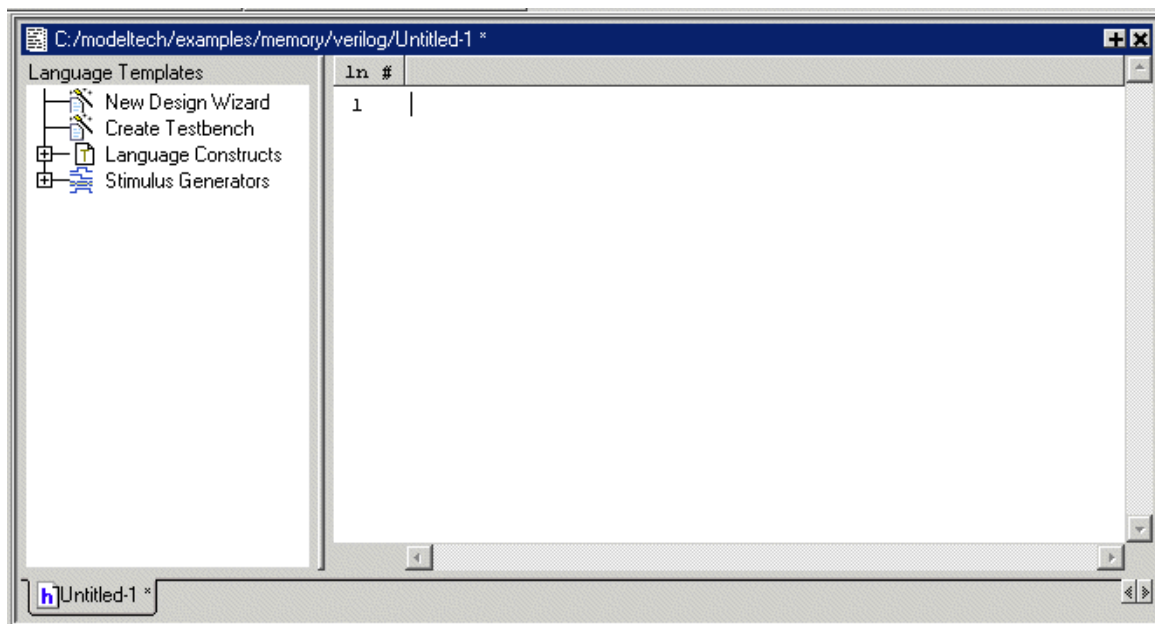 C:/modeltech/examples/memory/verilog/Untitled-1 *
Language Templates
ln #
New Design Wizard
1
Create Testbench
T Language Constructs
Stimulus Generators
h Untitled-1 *